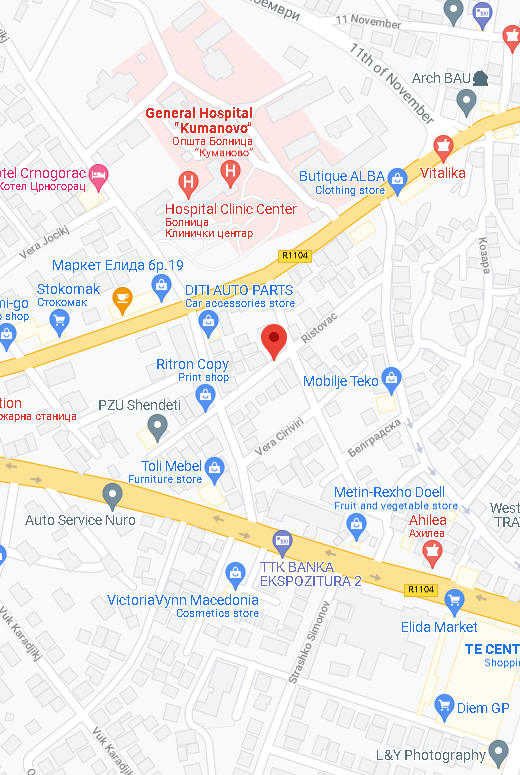 ември
11 November
11th of November
Arch BAU
General Hospital
"Kumanovo"
Општа Болница
"Куманово"
Vitalika
Butique ALBA
Clothing store
tel Crnogorac
Котел Црногорац
Hospital Clinic Center
Болница
Клинички центар
Vera Jocikj
Козара
R1104
Маркет Елида бр.19
Stokomak
Стокомак
mi-go
o shop
DITI AUTO PARTS
Car accessories store
Ristovac
Ritron Copy
Print shop
Mobilje Teko
tion
жарна станица
PZU Shendeti
Vera Ciriviri
Белградска
Toli Mebel
Furniture store
Metin-Rexho Doell
Fruit and vegetable store
Auto Service Nuro
Ahilea
Ахилеа
West
TRA
TTK BANKA
EKSPOZITURA 2
R1104
VictoriaVynn Macedonia
Cosmetics store
Elida Market
Vuk Karadjikj
Strashko Simonov
TE CENT
Shoppi
Diem GP
Vuk Karadjikj
L&Y Photography